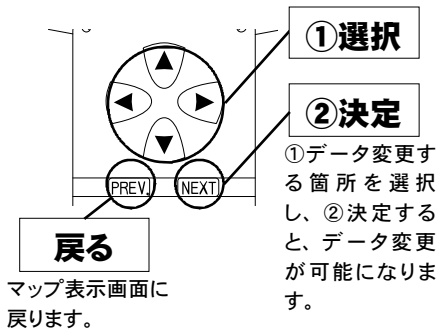 ①選択
②決定
①データ変更す
る箇所を選択
し、②決定する
と、データ変更
が可能になりま
す。
PREV.
NEXT
戻る
マップ表示画面に
戻ります。